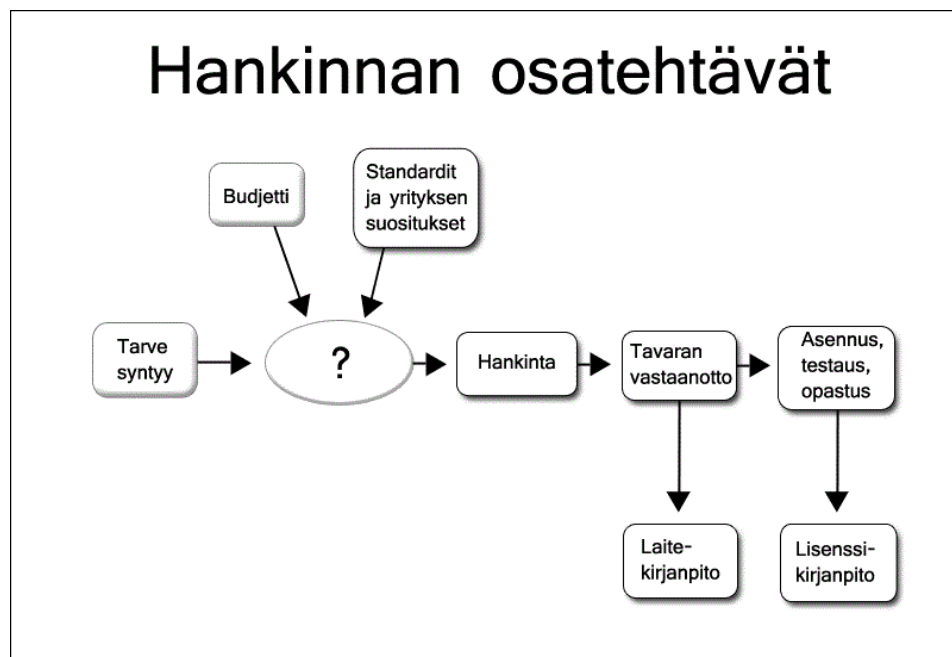 Hankinnan osatehtävät
Budjetti
Standardit
ja yrityksen
suositukset
Tarve
syntyy
?
Hankinta
Tavaran
vastaanotto
Asennus,
testaus,
opastus
Laite-
kirjanpito
Lisenssi-
kirjanpito